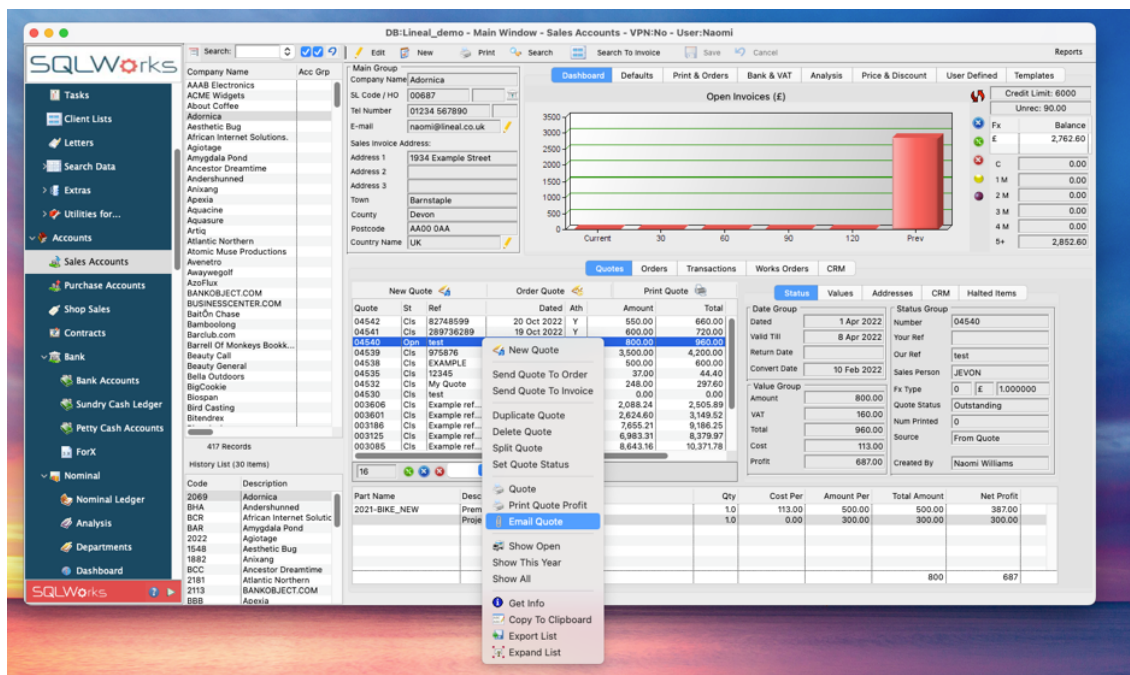 DB:Lineal_demo - Main Window - Sales Accounts - VPN:No - User:Naomi
SQLWorks
Tasks
Client Lists
Letters
Search Data
Extras
Utilities for...
Accounts
Sales Accounts
Purchase Accounts
Shop Sales
Contracts
Bank
Bank Accounts
Sundry Cash Ledger
Petty Cash Accounts
ForX
Nominal
Nominal Ledger
Analysis
Departments
Dashboard
SQLWorks
Search:
Edit New Print Search Search To Invoice Save Cancel Reports
Company Name Acc Grp
AAAB Electronics
ACME Widgets
About Coffee
Adornica
Aesthetic Bug
African Internet Solutions.
Agiotage
Amygdala Pond
Ancestor Dreamtime
Andershunned
Anixang
Apexia
Aquacine
Aquasure
Artiq
Atlantic Northern
Atomic Muse Productions
Avenetro
Awaywegolf
AzoFlux
BANKOBJECT.COM
BUSINESSCENTER.COM
BaitÔn Chase
Bamboolong
Barclub.com
Barrell Of Monkeys Bookk...
Beauty Call
Beauty General
Bella Outdoors
BigCookie
Biospan
Bird Casting
Bitendrex
417 Records
History List (30 Items)
Code Description
2069 Adornica
BHA Andershunned
BCR African Internet Solutic
BAR Amygdala Pond
2022 Agiotage
1548 Aesthetic Bug
1882 Anixang
BCC Ancestor Dreamtime
2181 Atlantic Northern
2113 BANKOBJECT.COM
BBB Apexia
Main Group
Company Name Adornica
SL Code / HO 00687
Tel Number 01234 567890
E-mail naomi@lineal.co.uk
Sales Invoice Address:
Address 1 1934 Example Street
Address 2
Address 3
Town Barnstaple
County Devon
Postcode AA00 0AA
Country Name UK
Dashboard Defaults Print & Orders Bank & VAT Analysis Price & Discount User Defined Templates
Open Invoices (£)
3500
3000
2500
2000
1500
1000
500
0
Current 30 60 90 120 Prev
Credit Limit: 6000
Unrec: 90.00
Fx Balance
£ 2,762.60
C 0.00
1 M 0.00
2 M 0.00
3 M 0.00
4 M 0.00
5+ 2,852.60
Quotes Orders Transactions Works Orders CRM
New Quote Order Quote Print Quote
Quote St Ref Dated Ath Amount Total
04542 Cls 82748599 20 Oct 2022 Y 550.00 660.00
04541 Cls 289736289 19 Oct 2022 Y 600.00 720.00
04540 Opn test 800.00 960.00
04539 Cls 975876 3,500.00 4,200.00
04538 Cls EXAMPLE 500.00 600.00
04535 Cls 12345 37.00 44.40
04532 Cls My Quote 248.00 297.60
04530 Cls test 0.00 0.00
003606 Cls Example ref... 2,088.24 2,505.89
003601 Cls Example ref... 2,624.60 3,149.52
003186 Cls Example ref... 7,655.21 9,186.25
003125 Cls Example ref... 6,983.31 8,379.97
003085 Cls Example ref... 8,643.16 10,371.78
16
New Quote
Send Quote To Order
Send Quote To Invoice
Duplicate Quote
Delete Quote
Split Quote
Set Quote Status
Quote
Print Quote Profit
Email Quote
Show Open
Show This Year
Show All
Get Info
Copy To Clipboard
Export List
Expand List
Status Values Addresses CRM Halted Items
Date Group
Dated 1 Apr 2022
Valid Till 8 Apr 2022
Return Date
Convert Date 10 Feb 2022
Value Group
Amount 800.00
VAT 160.00
Total 960.00
Cost 113.00
Profit 687.00
Status Group
Number 04540
Your Ref
Our Ref test
Sales Person JEVON
Fx Type 0 £ 1.000000
Quote Status Outstanding
Num Printed 0
Source From Quote
Created By Naomi Williams
Part Name Desc Qty Cost Per Amount Per Total Amount Net Profit
2021-BIKE_NEW Prem 1.0 113.00 500.00 500.00 387.00
Proje 1.0 0.00 300.00 300.00 300.00
800 687